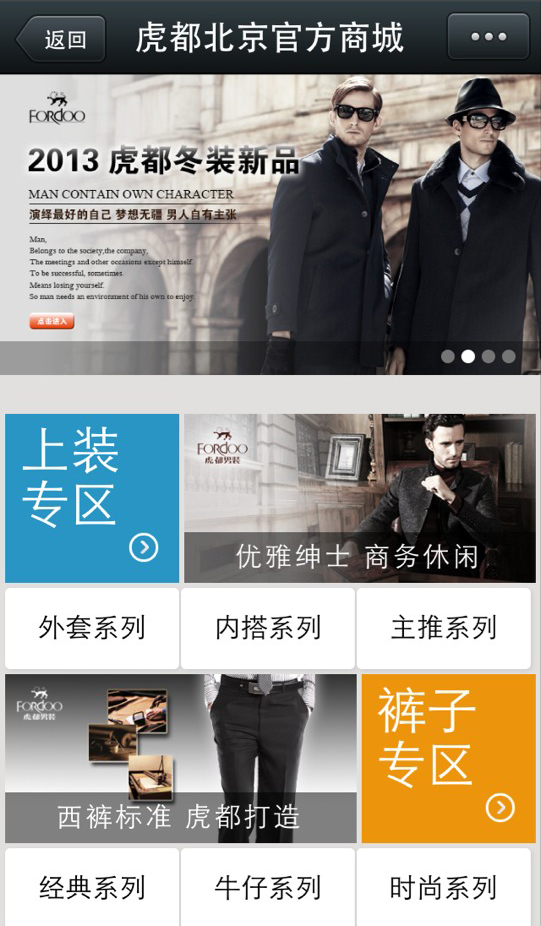 返回
虎都北京官方商城
FORDOO
2013 虎都冬装新品
MAN CONTAIN OWN CHARACTER
演绎最好的自己 梦想无疆 男人自有主张
Man,
Belongs to the society,the company,
The meetings and other occasions except himself.
To be successful, sometimes.
Means losing yourself.
So man needs an environment of his own to enjoy.
点击进入
上装
专区
FORDOO
虎都男装
优雅绅士 商务休闲
外套系列
内搭系列
主推系列
FORDOO
虎都男装
西裤标准 虎都打造
裤子
专区
经典系列
牛仔系列
时尚系列